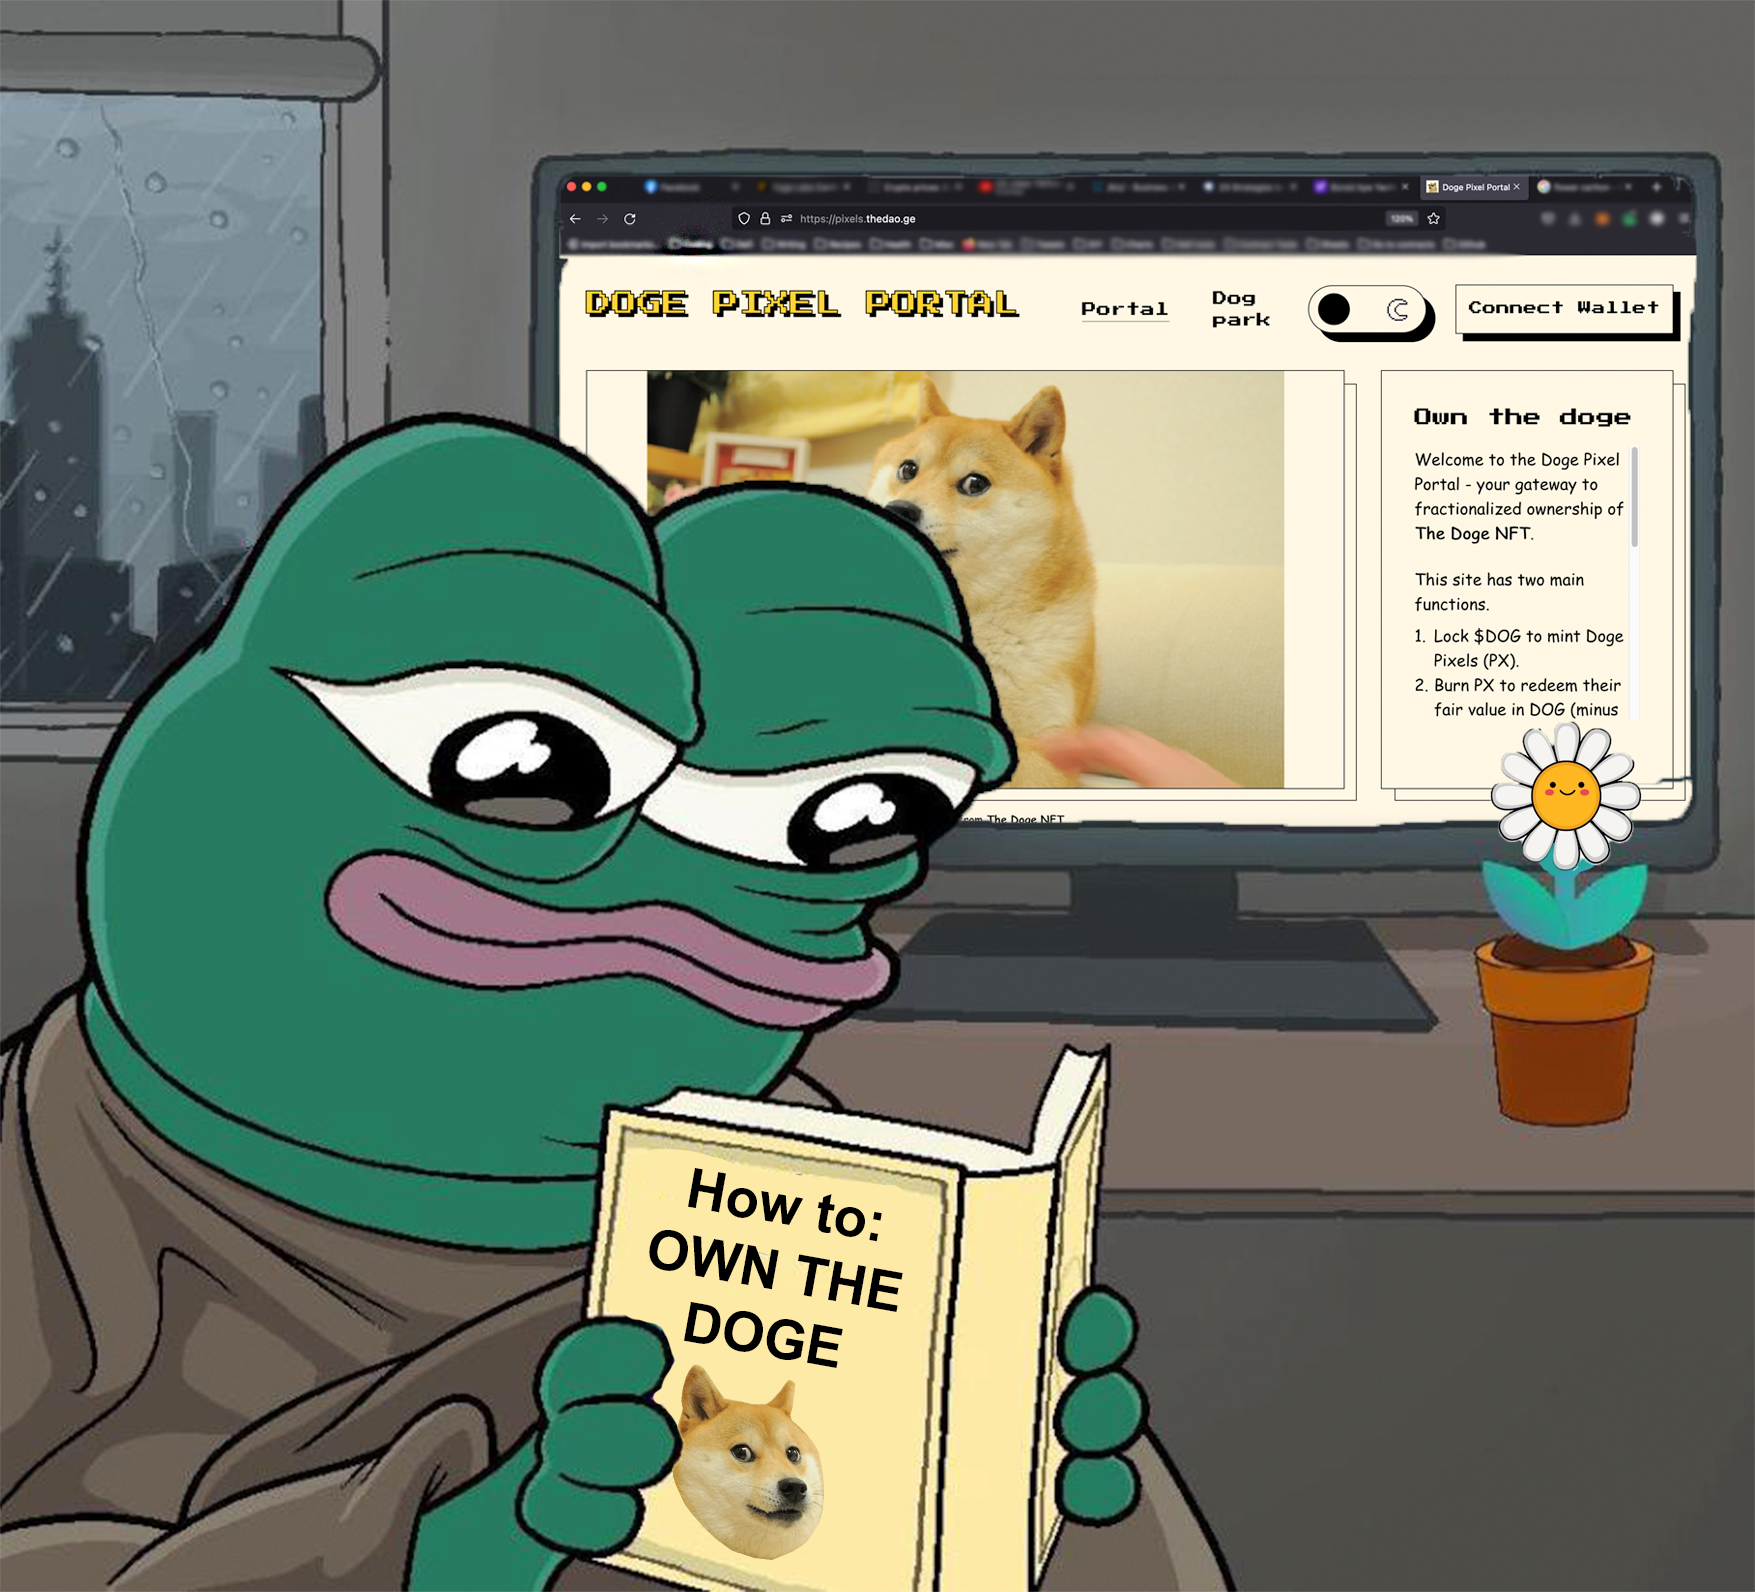 Doge Pixel Portal
https://pixels.thedao.ge
120%
DOGE PIXEL PORTAL
Portal
Dog
park
Connect Wallet
Own the doge
Welcome to the Doge Pixel
Portal - your gateway to
fractionalized ownership of
The Doge NFT.
This site has two main
functions.
1. Lock $DOG to mint Doge
Pixels (PX).
2. Burn PX to redeem their
fair value in DOG (minus
The Doge NFT
How to:
OWN THE
DOGE